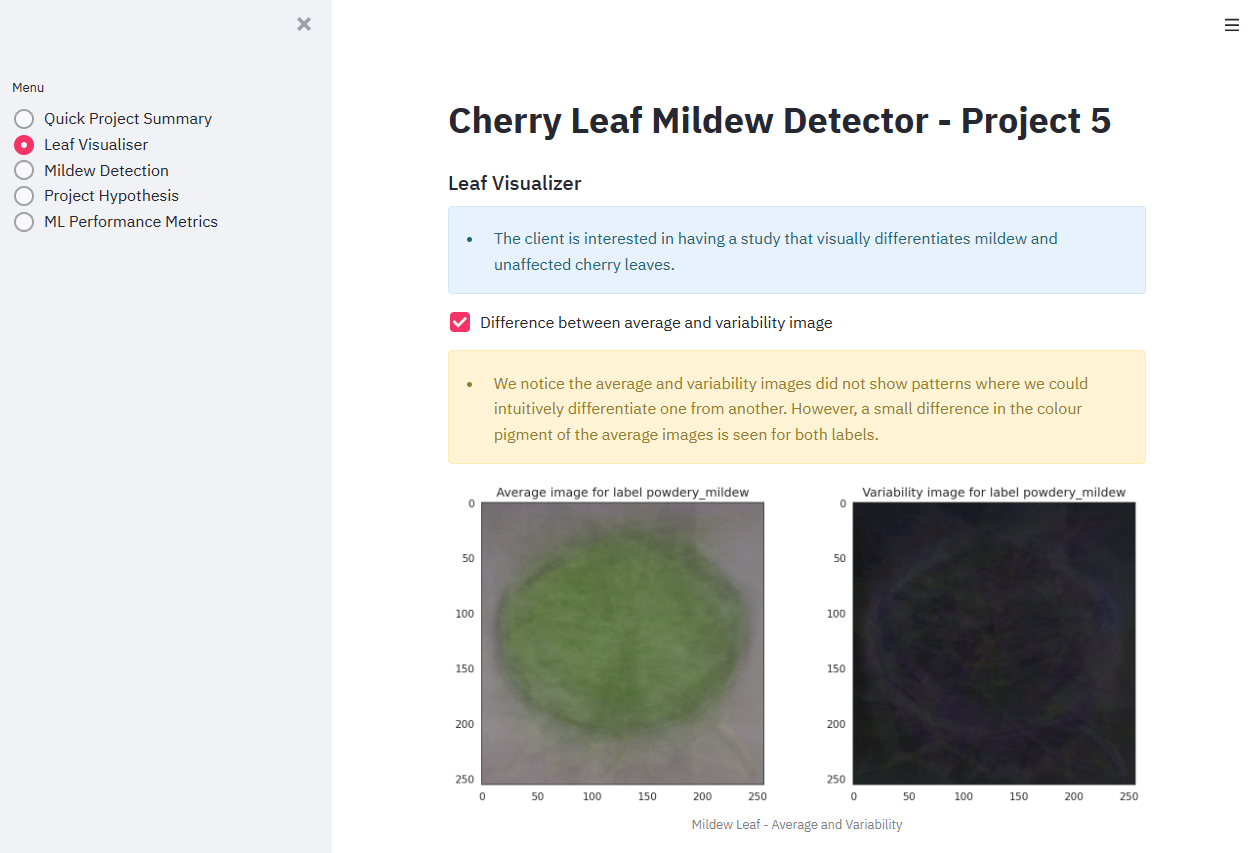 Menu
Quick Project Summary
Leaf Visualiser
Mildew Detection
Project Hypothesis
ML Performance Metrics
Cherry Leaf Mildew Detector - Project 5
Leaf Visualizer
The client is interested in having a study that visually differentiates mildew and
unaffected cherry leaves.
Difference between average and variability image
We notice the average and variability images did not show patterns where we could
intuitively differentiate one from another. However, a small difference in the colour
pigment of the average images is seen for both labels.
Average image for label powdery_mildew
0
50
100
150
200
250
0 50 100 150 200 250
Variability image for label powdery_mildew
0
50
100
150
200
250
0 50 100 150 200 250
Mildew Leaf - Average and Variability